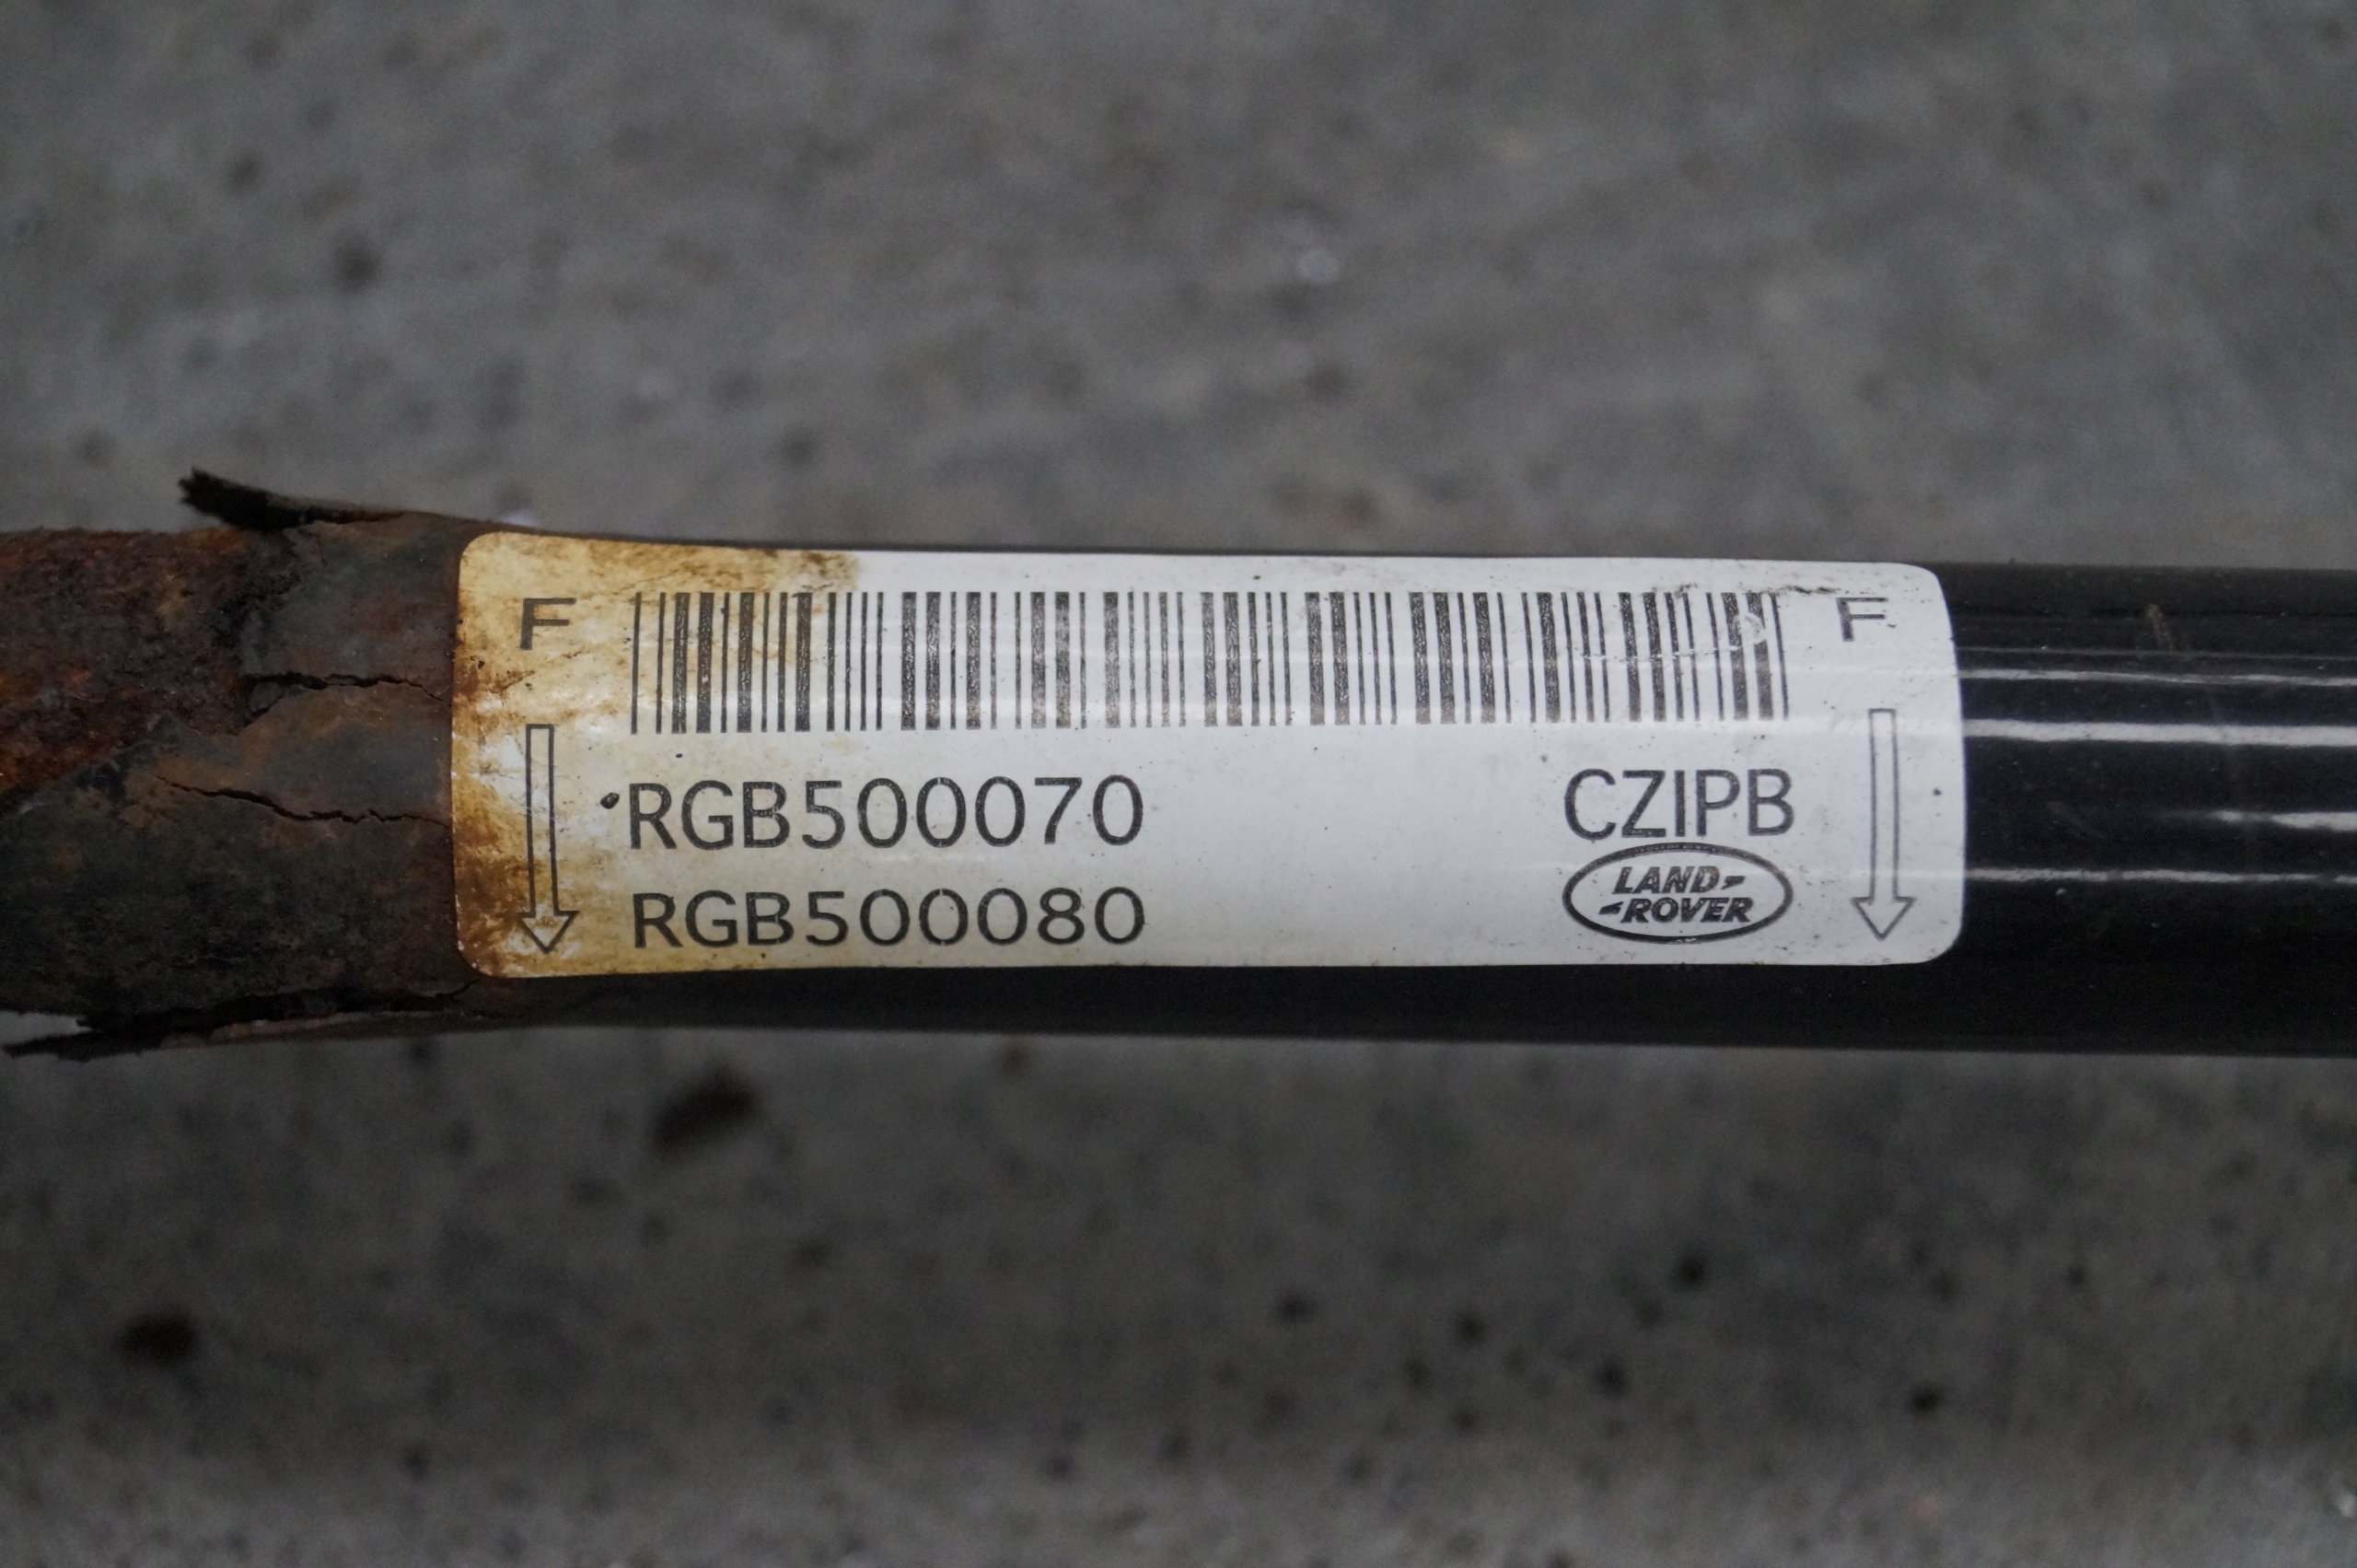 F F
RGB500070 CZIPB
RGB500080
LAND-
-ROVER